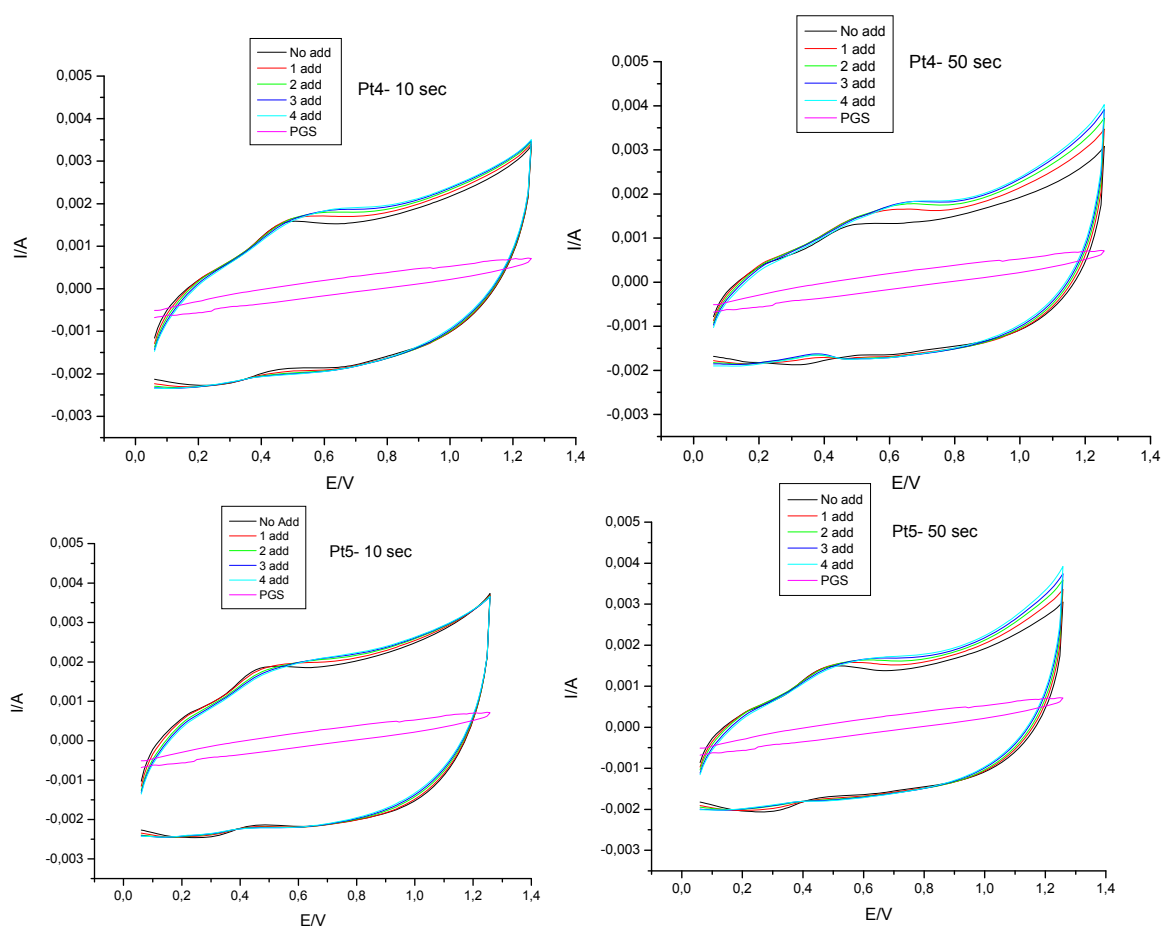 No add
1 add
2 add
3 add
4 add
PGS
Pt4- 10 sec
0,005
0,004
0,003
0,002
0,001
0,000
-0,001
-0,002
-0,003
I/A
0,0 0,2 0,4 0,6 0,8 1,0 1,2 1,4
E/V
No add
1 add
2 add
3 add
4 add
PGS
Pt4- 50 sec
0,005
0,004
0,003
0,002
0,001
0,000
-0,001
-0,002
-0,003
I/A
0,0 0,2 0,4 0,6 0,8 1,0 1,2 1,4
E/V
No Add
1 add
2 add
3 add
4 add
PGS
Pt5- 10 sec
0,005
0,004
0,003
0,002
0,001
0,000
-0,001
-0,002
-0,003
I/A
0,0 0,2 0,4 0,6 0,8 1,0 1,2 1,4
E/V
No add
1 add
2 add
3 add
4 add
PGS
Pt5- 50 sec
0,005
0,004
0,003
0,002
0,001
0,000
-0,001
-0,002
-0,003
I/A
0,0 0,2 0,4 0,6 0,8 1,0 1,2 1,4
E/V